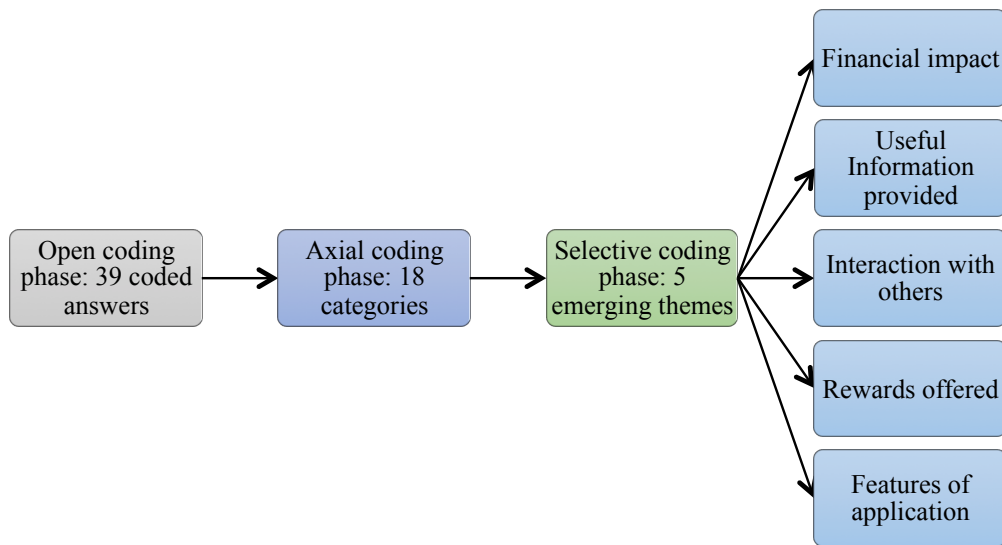 Open coding
phase: 39 coded
answers
Axial coding
phase: 18
categories
Selective coding
phase: 5
emerging themes
Financial impact
Useful
Information
provided
Interaction with
others
Rewards offered
Features of
application